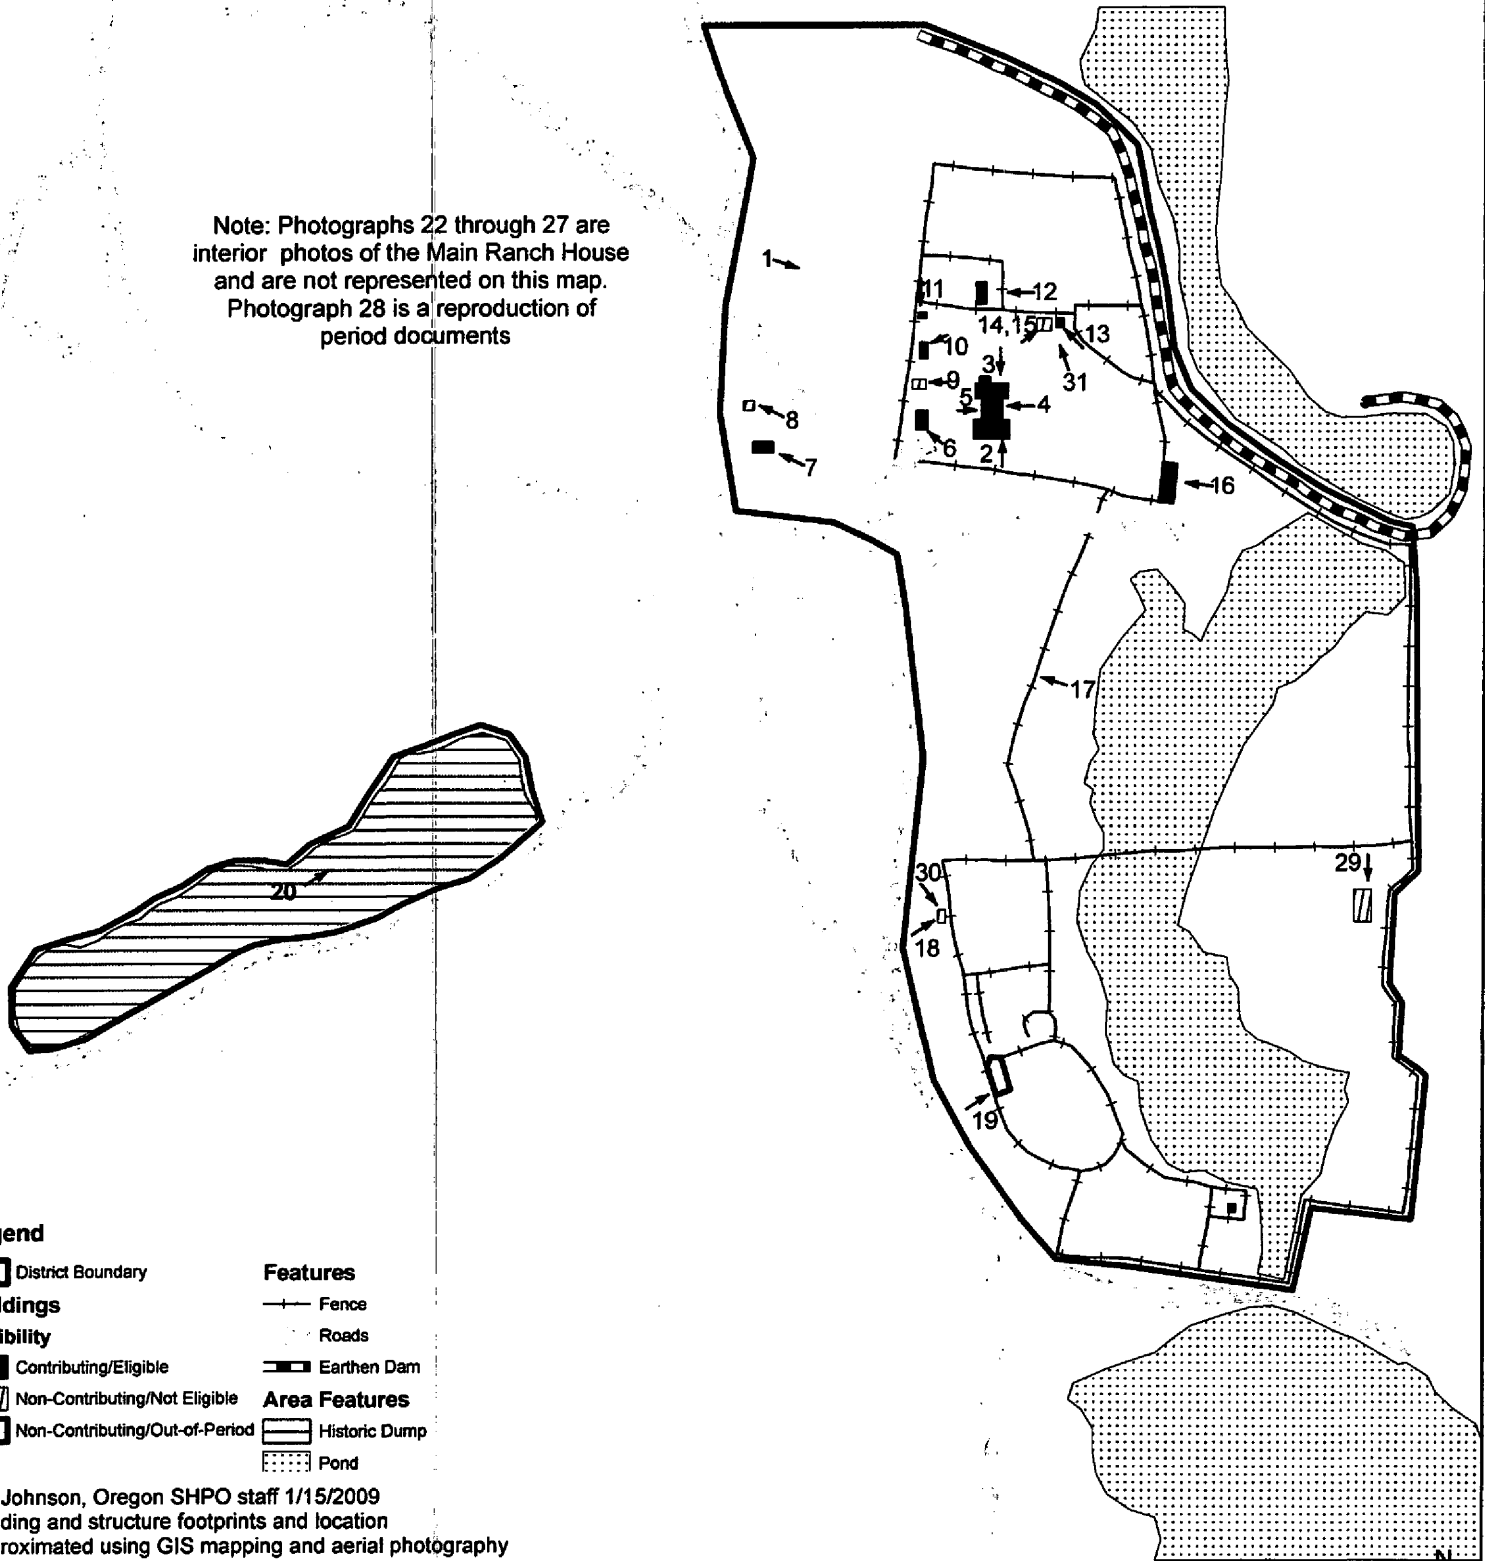 Note: Photographs 22 through 27 are
interior photos of the Main Ranch House
and are not represented on this map.
Photograph 28 is a reproduction of
period documents
1
11
12
14,15
13
10
3
31
9
5
4
8
6
2
7
16
17
20
29
30
18
19
gend
District Boundary
Features
ldings
Fence
ibility
Roads
Contributing/Eligible
Earthen Dam
Non-Contributing/Not Eligible
Area Features
Non-Contributing/Out-of-Period
Historic Dump
Pond
Johnson, Oregon SHPO staff 1/15/2009
ding and structure footprints and location
roximated using GIS mapping and aerial photography
N